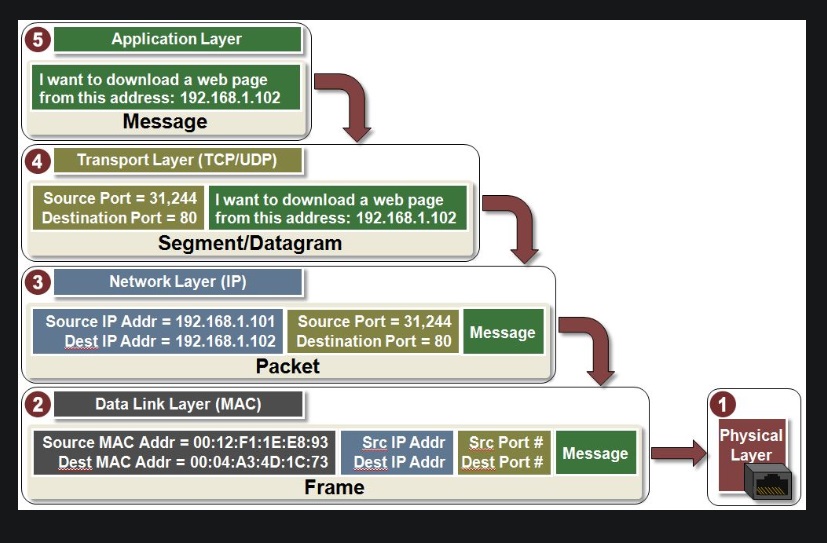 5
Application Layer
I want to download a web page
from this address: 192.168.1.102
Message
4
Transport Layer (TCP/UDP)
Source Port = 31,244
Destination Port = 80
I want to download a web page
from this address: 192.168.1.102
Segment/Datagram
3
Network Layer (IP)
Source IP Addr = 192.168.1.101
Dest IP Addr = 192.168.1.102
Source Port = 31,244
Destination Port = 80
Message
Packet
2
Data Link Layer (MAC)
Source MAC Addr = 00:12:F1:1E:E8:93
Dest MAC Addr = 00:04:A3:4D:1C:73
Src IP Addr
Dest IP Addr
Src Port #
Dest Port #
Message
Frame
1
Physical
Layer